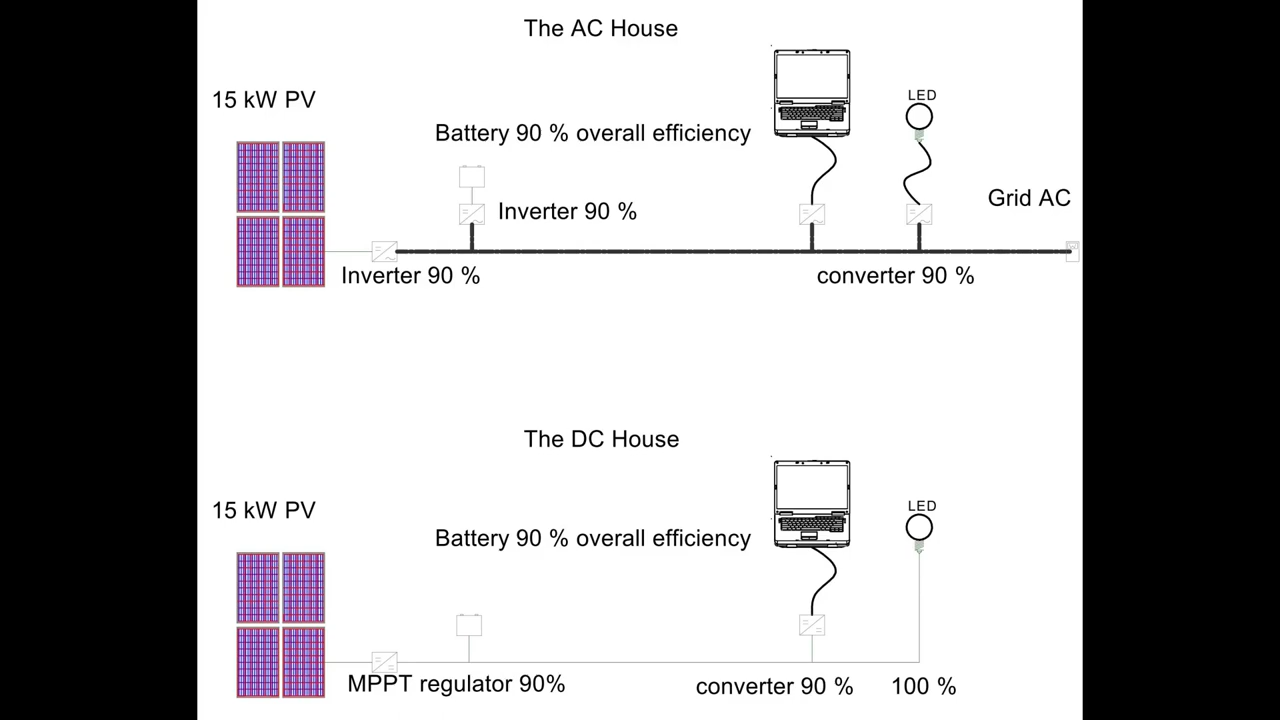 The AC House
15 kW PV
LED
Battery 90 % overall efficiency
Grid AC
Inverter 90 %
Inverter 90 %
converter 90 %
The DC House
15 kW PV
LED
Battery 90 % overall efficiency
MPPT regulator 90%
converter 90 %
100 %